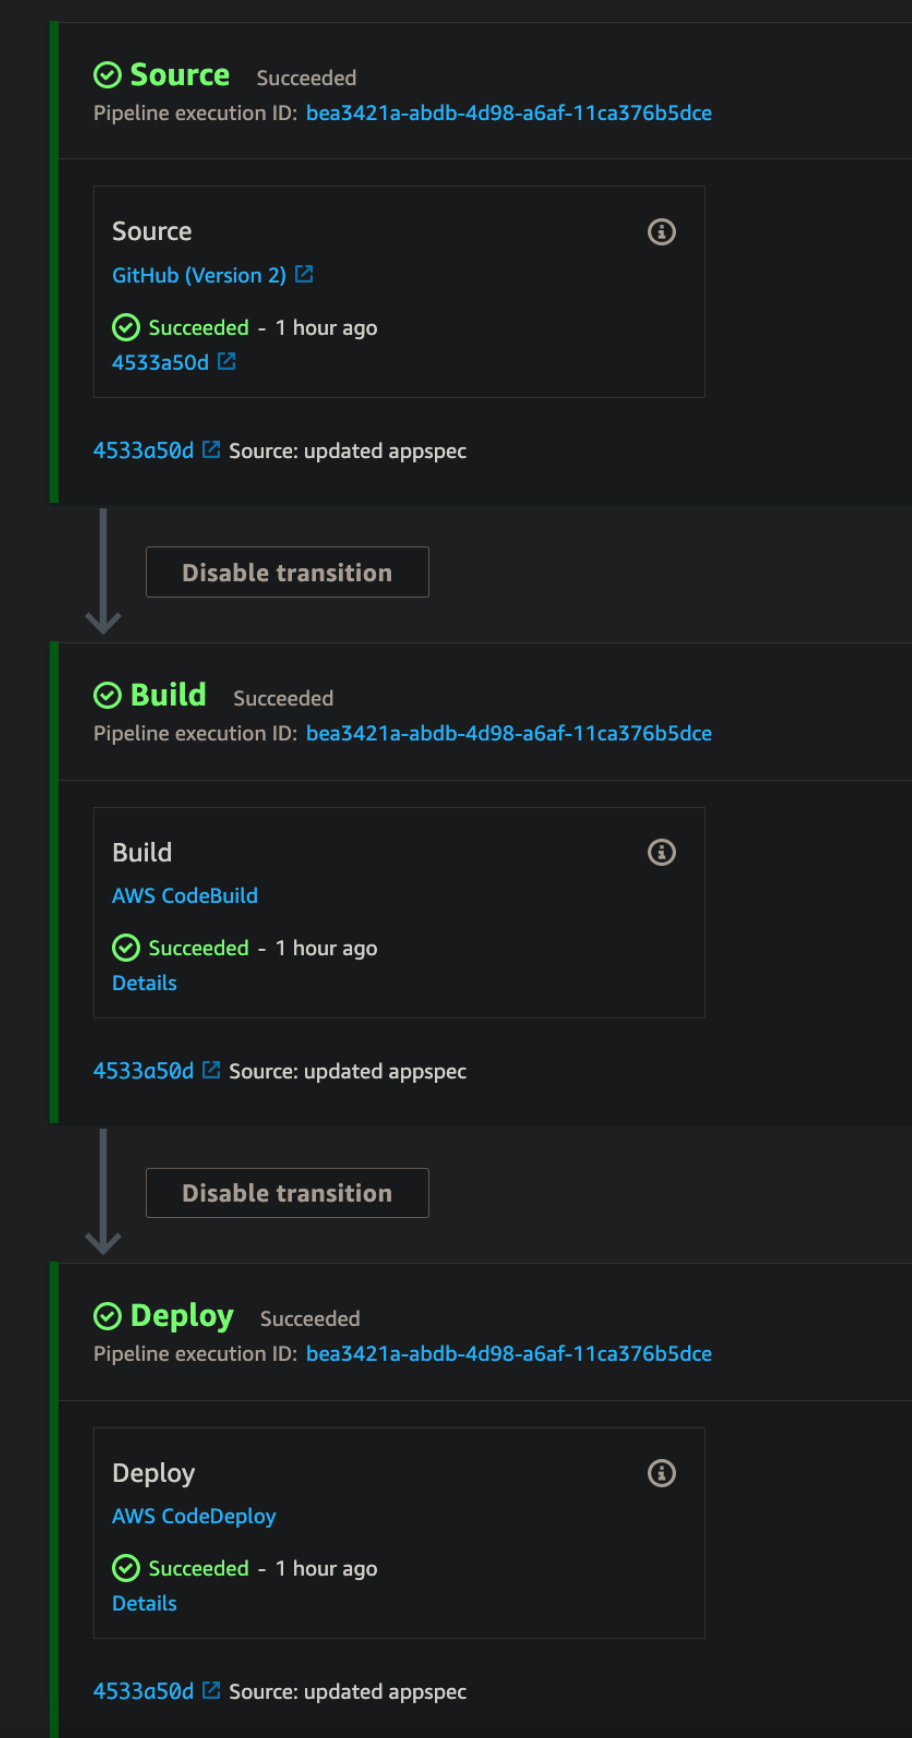 Source Succeeded
Pipeline execution ID: bea3421a-abdb-4d98-a6af-11ca376b5dce
Source
GitHub (Version 2)
Succeeded - 1 hour ago
4533a50d
4533a50d Source: updated appspec
Disable transition
Build Succeeded
Pipeline execution ID: bea3421a-abdb-4d98-a6af-11ca376b5dce
Build
AWS CodeBuild
Succeeded - 1 hour ago
Details
4533a50d Source: updated appspec
Disable transition
Deploy Succeeded
Pipeline execution ID: bea3421a-abdb-4d98-a6af-11ca376b5dce
Deploy
AWS CodeDeploy
Succeeded - 1 hour ago
Details
4533a50d Source: updated appspec